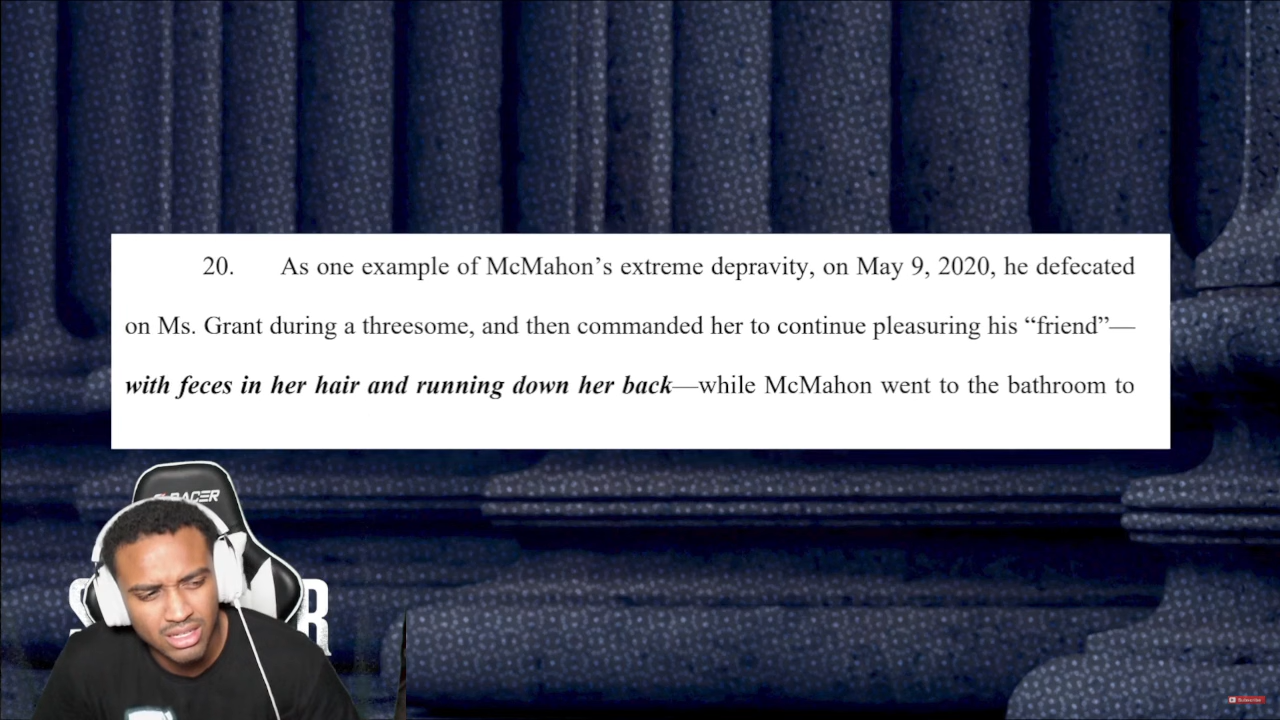 20. As one example of McMahon’s extreme depravity, on May 9, 2020, he defecated
on Ms. Grant during a threesome, and then commanded her to continue pleasuring his “friend”—
with feces in her hair and running down her back—while McMahon went to the bathroom to
Subscribe